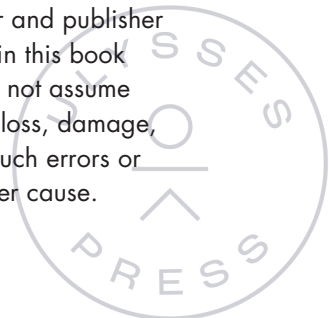 r and publisher
in this book
not assume
loss, damage,
uch errors or
er cause.
ULYSSES
PRESS